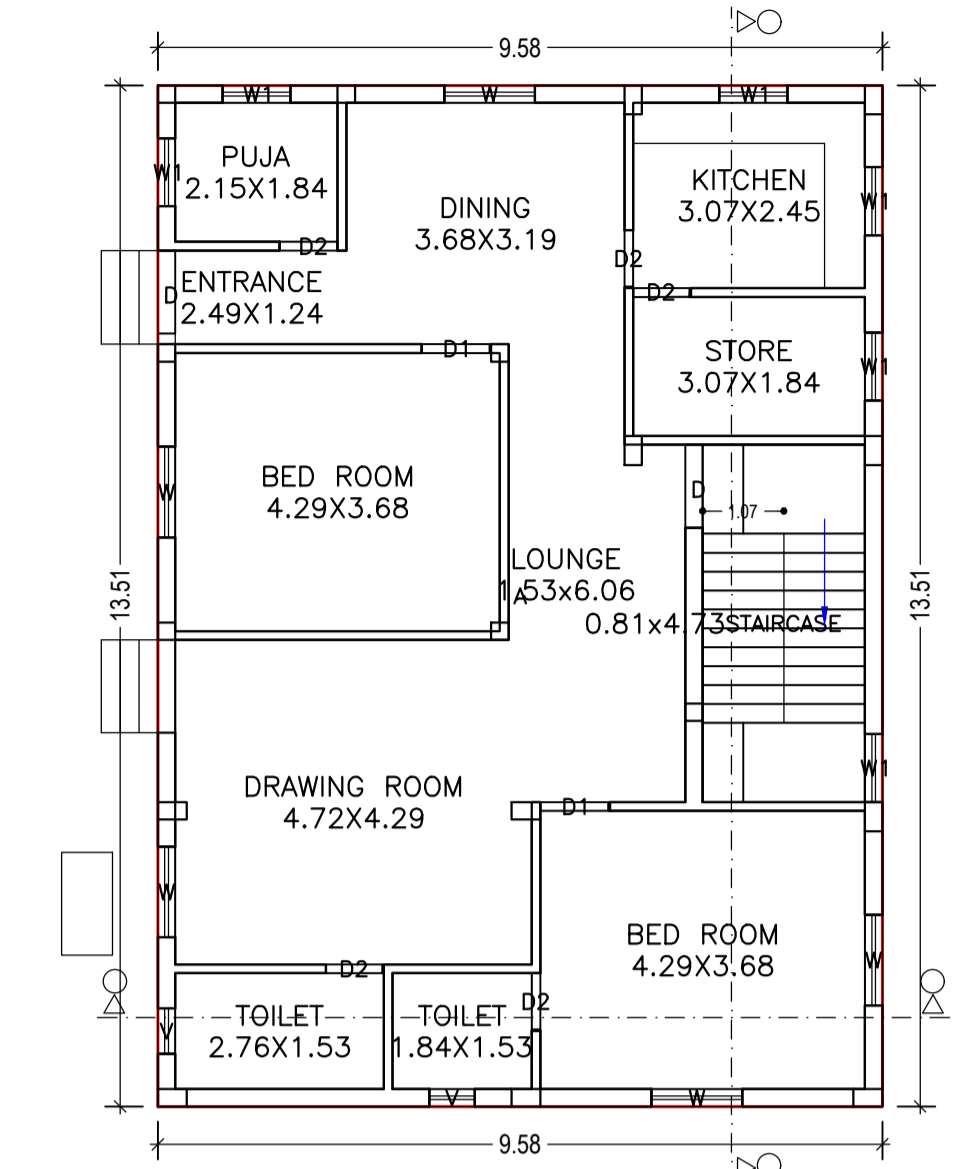 9.58
W1
W
W1
PUJA
2.15X1.84
W1
DINING
3.68X3.19
KITCHEN
3.07X2.45
W1
D2
D2
D2
ENTRANCE
2.49X1.24
D
D1
STORE
3.07X1.84
W1
BED ROOM
4.29X3.68
W
D
1.07
LOUNGE
1.53x6.06
A
0.81x4.73
STAIRCASE
13.51
13.51
W1
DRAWING ROOM
4.72X4.29
D1
W
BED ROOM
4.29X3.68
W
D2
D2
TOILET
2.76X1.53
TOILET
1.84X1.53
V
V
W
9.58